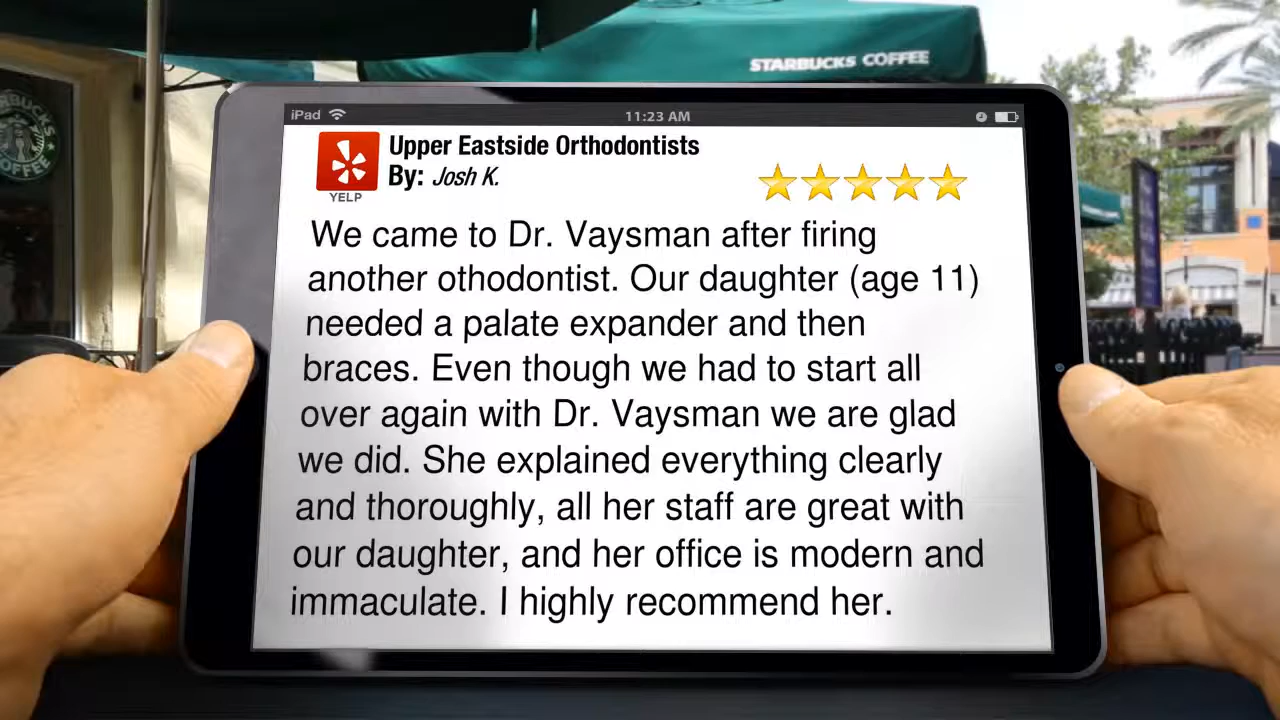 STARBUCKS COFFEE
iPad
11:23 AM
Upper Eastside Orthodontists
By: Josh K.
YELP
We came to Dr. Vaysman after firing
another othodontist. Our daughter (age 11)
needed a palate expander and then
braces. Even though we had to start all
over again with Dr. Vaysman we are glad
we did. She explained everything clearly
and thoroughly, all her staff are great with
our daughter, and her office is modern and
immaculate. I highly recommend her.
RBUCKS
OFFEE